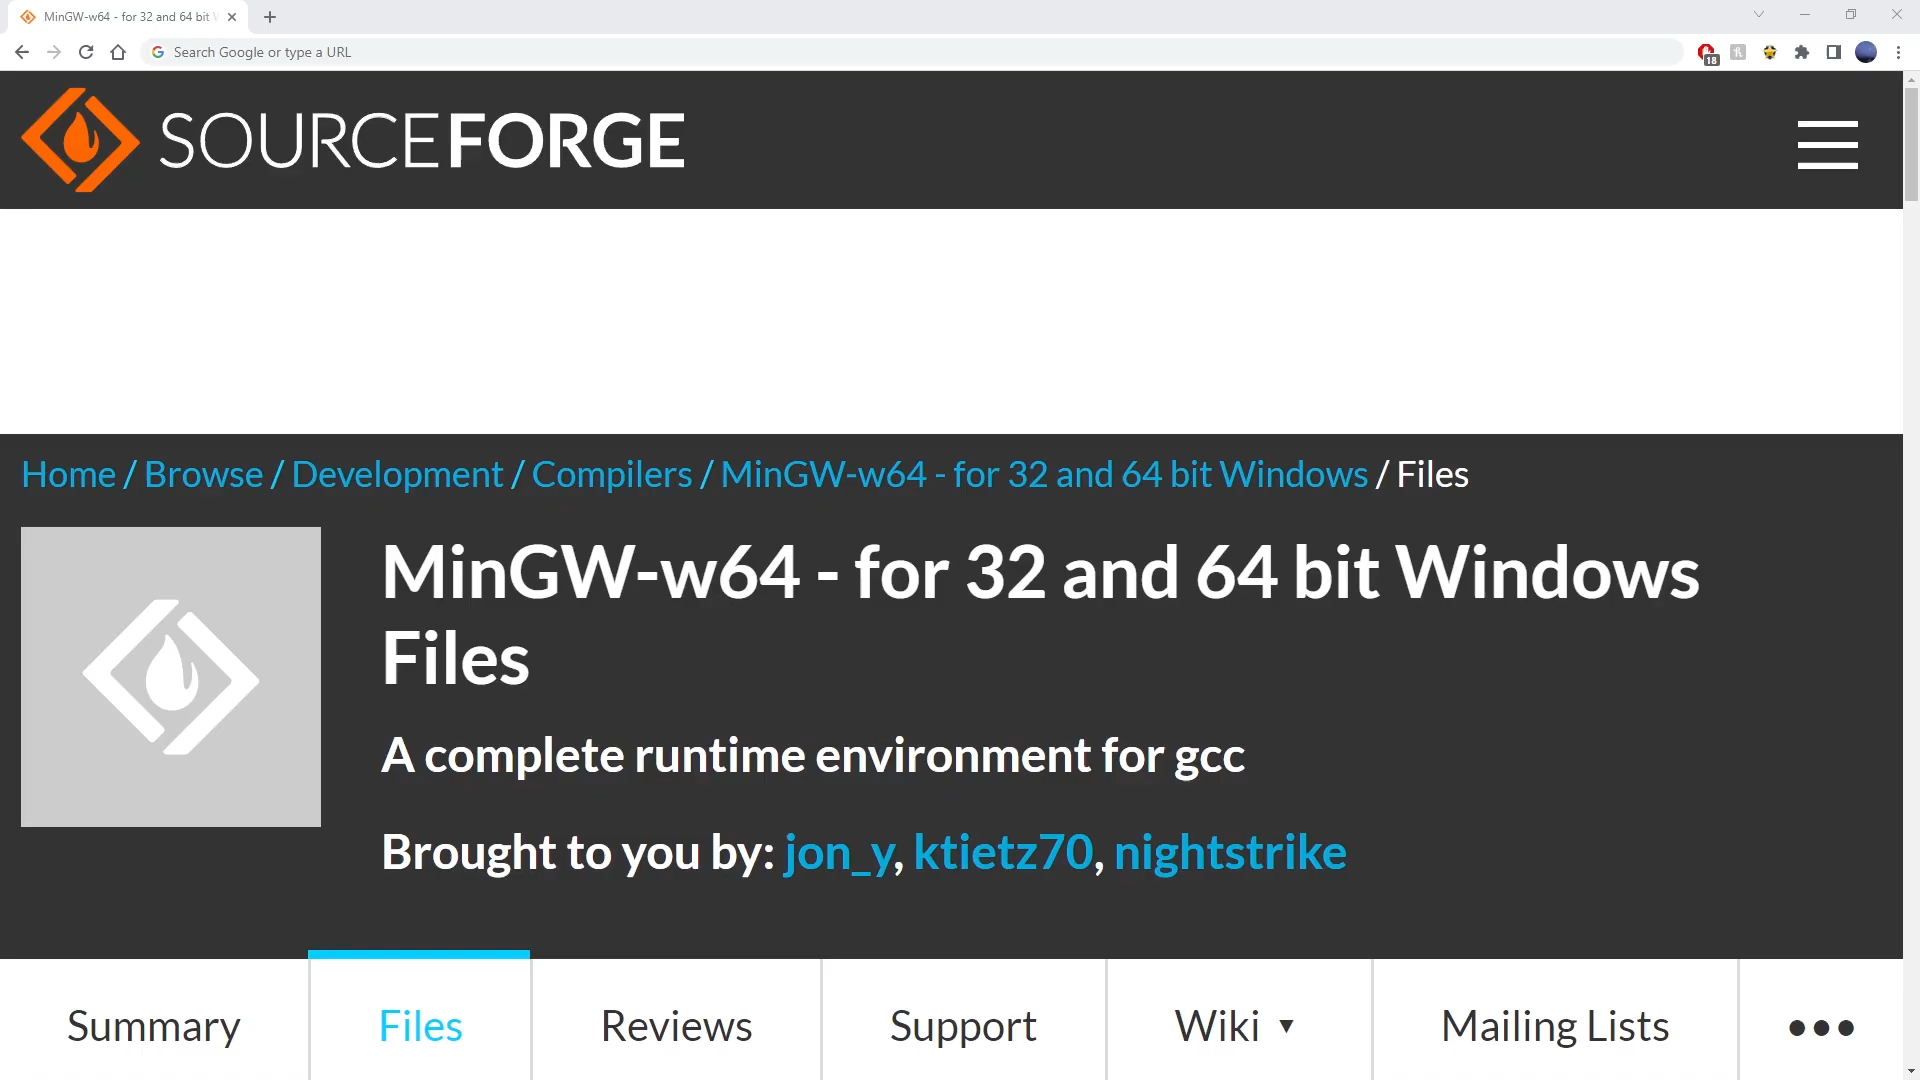 MinGW-w64 - for 32 and 64 bit
Search Google or type a URL
18
SOURCEFORGE
Home / Browse / Development / Compilers / MinGW-w64 - for 32 and 64 bit Windows / Files
MinGW-w64 - for 32 and 64 bit Windows
Files
A complete runtime environment for gcc
Brought to you by: jon_y, ktietz70, nightstrike
Summary
Files
Reviews
Support
Wiki
Mailing Lists